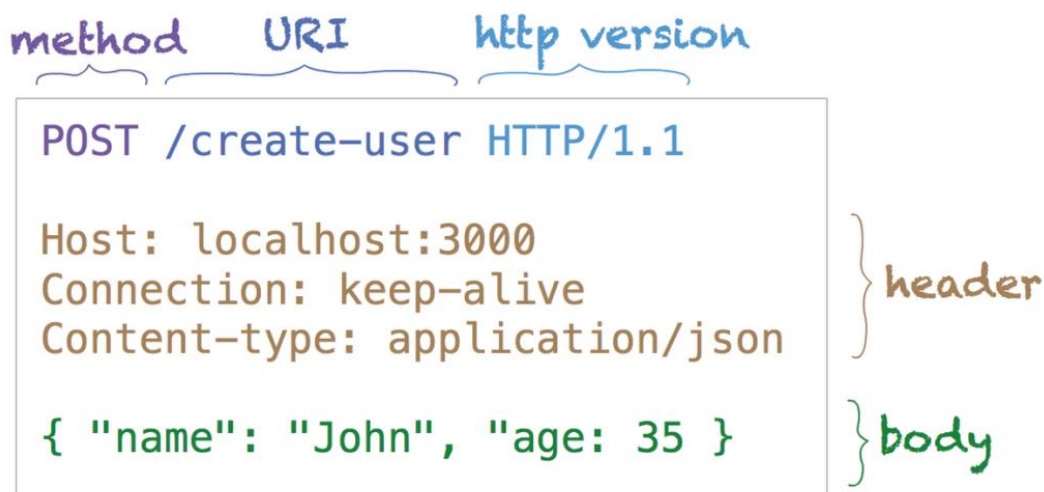 method URI http version
POST /create-user HTTP/1.1
Host: localhost:3000
Connection: keep-alive
Content-type: application/json
header
{ "name": "John", "age: 35 }
body